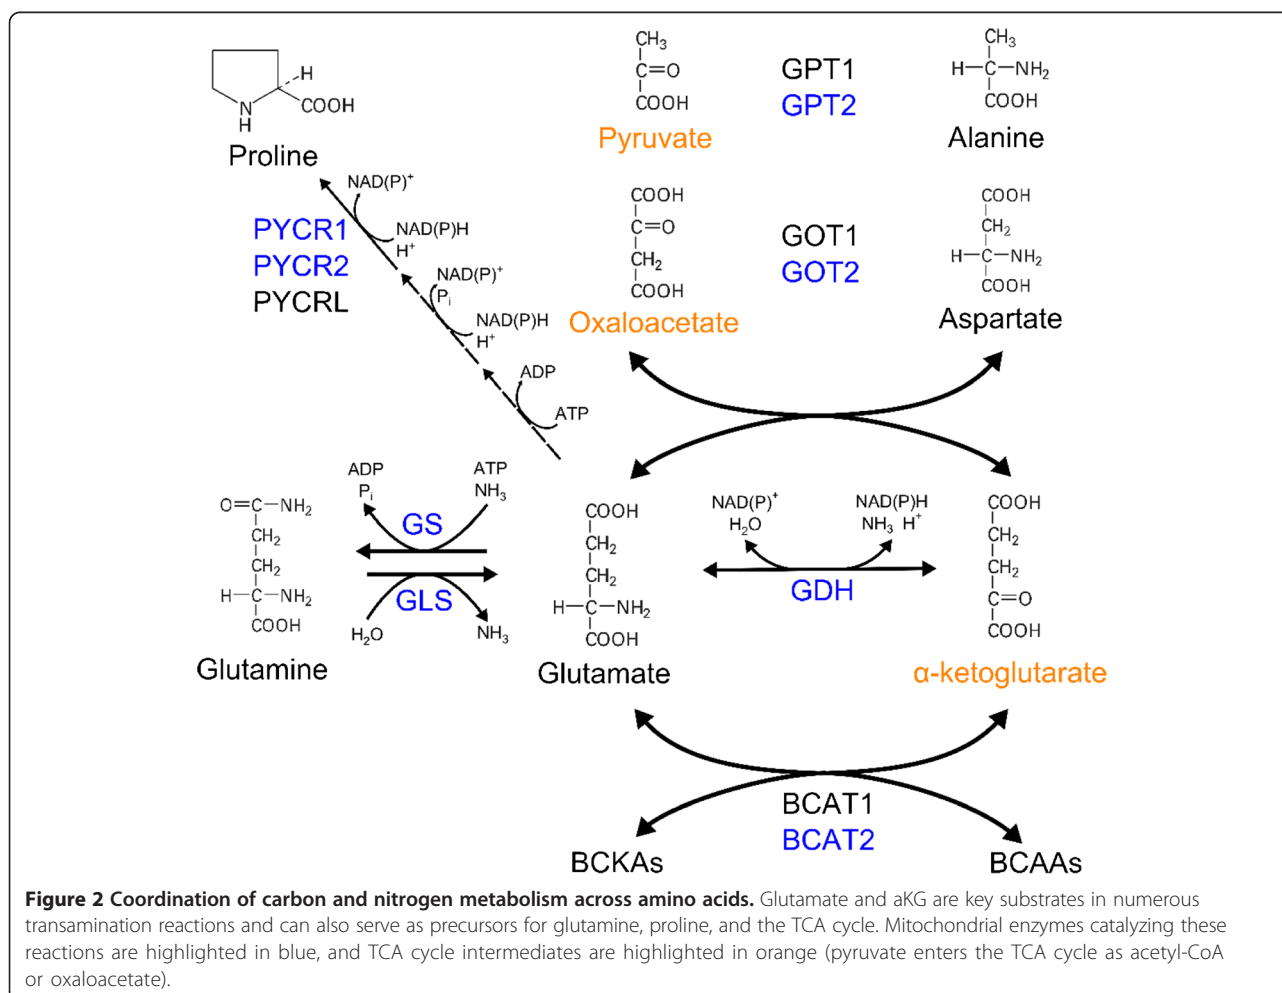 CH3
C=O
COOH
Pyruvate
GPT1
GPT2
CH3
H-C-NH2
COOH
Alanine
H
N
H
COOH
Proline
NAD(P)+
NAD(P)H
H+
PYCR1
PYCR2
PYCRL
NAD(P)+
Pi
NAD(P)H
H+
ADP
ATP
COOH
C=O
CH2
COOH
Oxaloacetate
GOT1
GOT2
COOH
CH2
H-C-NH2
COOH
Aspartate
O=C-NH2
CH2
CH2
H-C-NH2
COOH
Glutamine
ADP
Pi
ATP
NH3
GS
GLS
H2O
NH3
COOH
CH2
CH2
H-C-NH2
COOH
Glutamate
NAD(P)+
H2O
NAD(P)H
NH3 H+
GDH
COOH
CH2
CH2
C=O
COOH
α-ketoglutarate
BCAT1
BCAT2
BCKAs
BCAAs
Figure 2 Coordination of carbon and nitrogen metabolism across amino acids. Glutamate and aKG are key substrates in numerous
transamination reactions and can also serve as precursors for glutamine, proline, and the TCA cycle. Mitochondrial enzymes catalyzing these
reactions are highlighted in blue, and TCA cycle intermediates are highlighted in orange (pyruvate enters the TCA cycle as acetyl-CoA
or oxaloacetate).